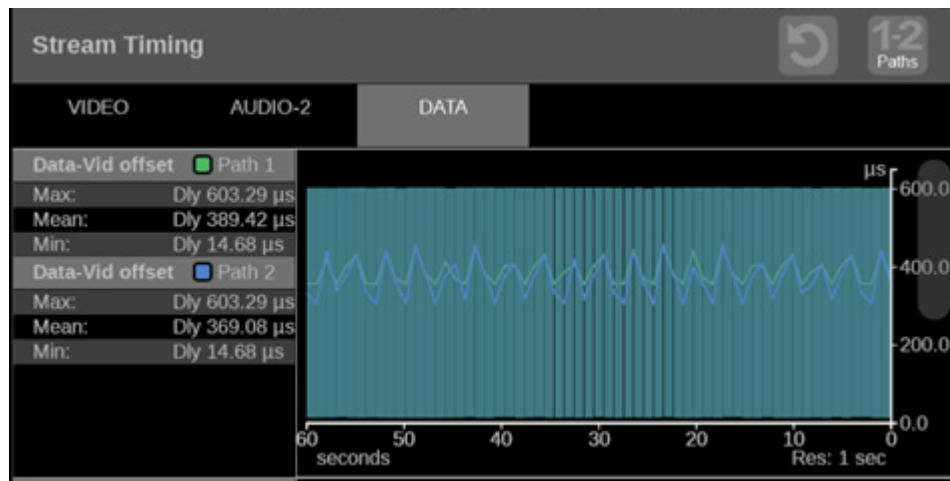 Stream Timing
1-2
Paths
VIDEO AUDIO-2 DATA
Data-Vid offset Path 1
Max: Dly 603.29 µs
Mean: Dly 389.42 µs
Min: Dly 14.68 µs
Data-Vid offset Path 2
Max: Dly 603.29 µs
Mean: Dly 369.08 µs
Min: Dly 14.68 µs
µs
600.0
400.0
200.0
0.0
60 50 40 30 20 10 0
seconds Res: 1 sec